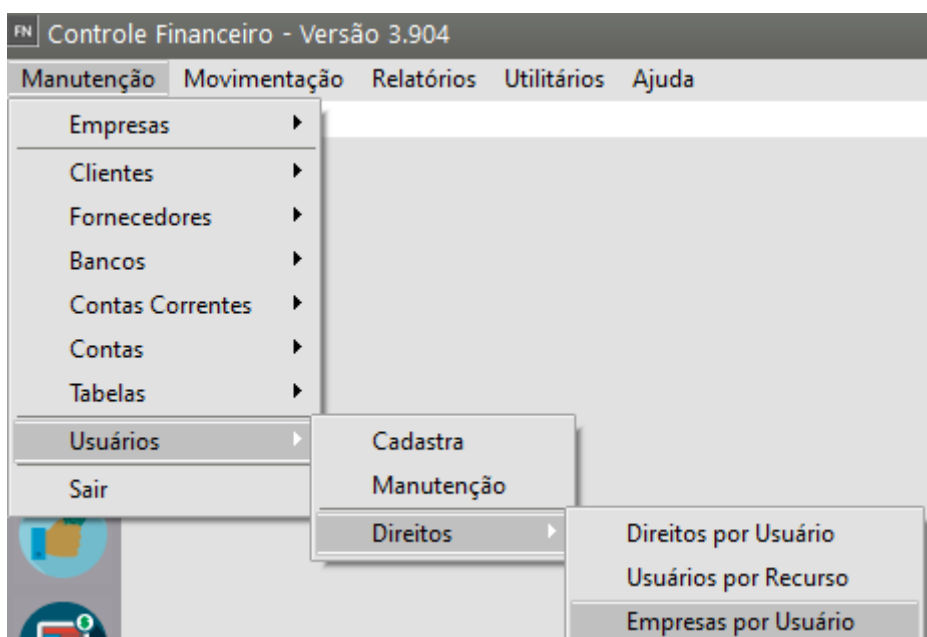 FN Controle Financeiro - Versão 3.904
Manutenção Movimentação Relatórios Utilitários Ajuda
Empresas
Clientes
Fornecedores
Bancos
Contas Correntes
Contas
Tabelas
Usuários
Sair
Cadastra
Manutenção
Direitos
Direitos por Usuário
Usuários por Recurso
Empresas por Usuário